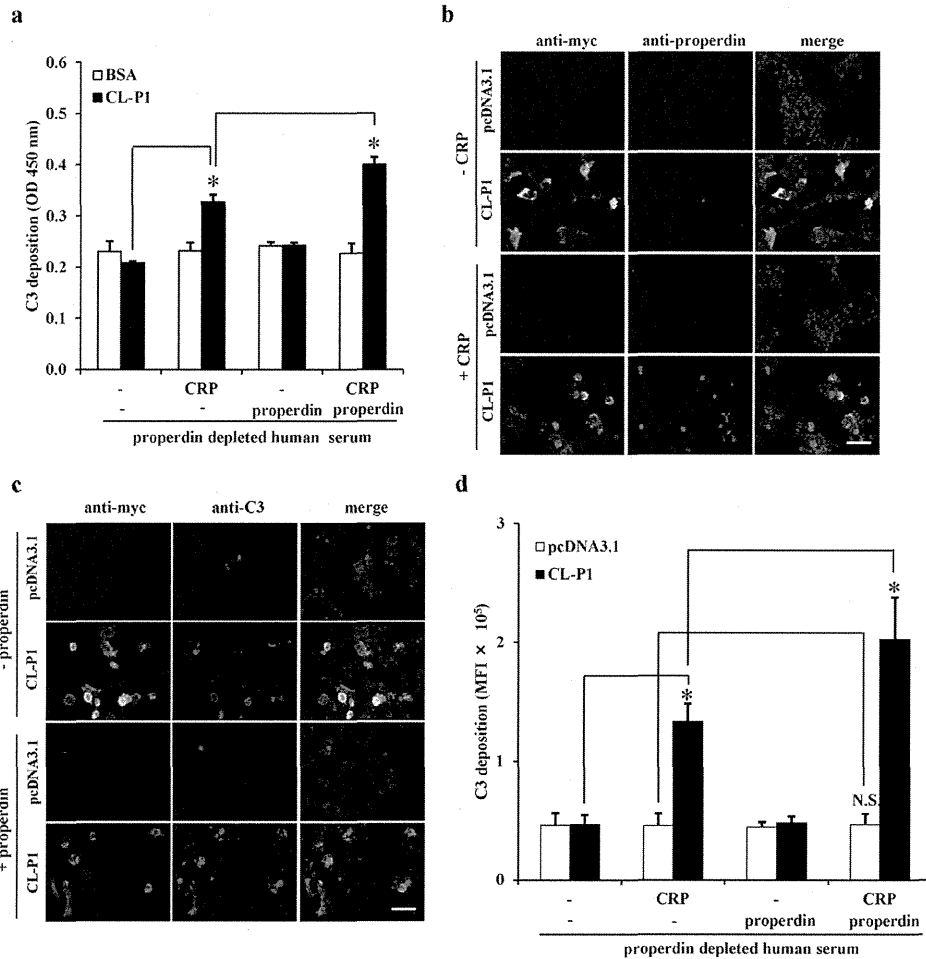 a
BSA
CL-P1
C3 deposition (OD 450 nm)
0.6
0.5
0.4
0.3
0.2
0.1
0.0
*
*
- CRP - CRP
- - properdin properdin
properdin depleted human serum
b
anti-myc anti-properdin merge
- CRP
pcDNA3.1
CL-P1
+ CRP
pcDNA3.1
CL-P1
c
anti-myc anti-C3 merge
- properdin
pcDNA3.1
CL-P1
+ properdin
pcDNA3.1
CL-P1
d
pcDNA3.1
CL-P1
C3 deposition (MFI × 10⁵)
3
2
1
0
*
*
N.S.
- CRP - CRP
- - properdin properdin
properdin depleted human serum